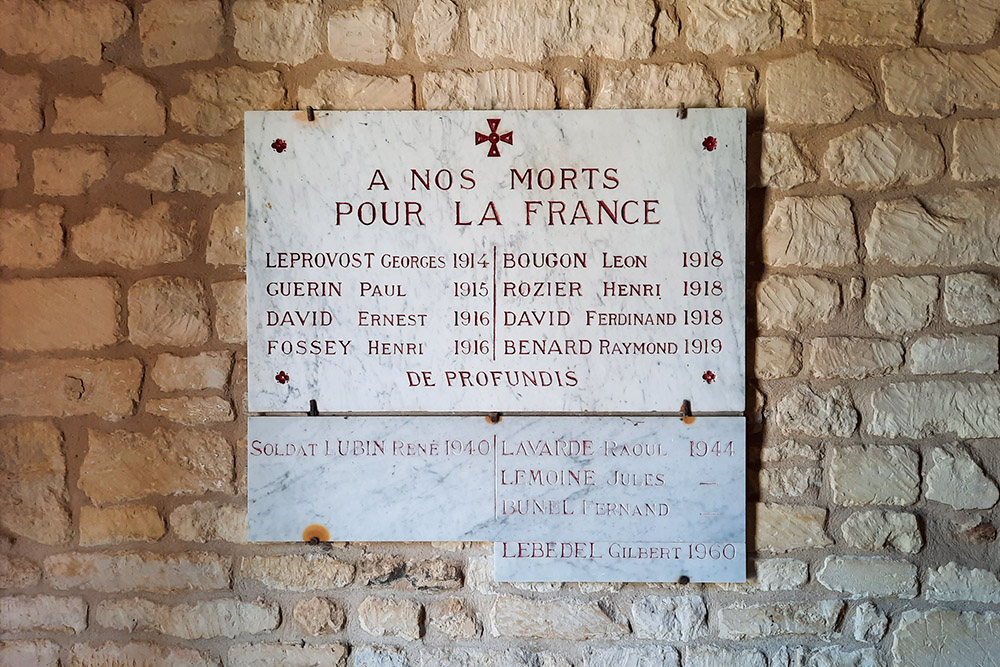 A NOS MORTS
POUR LA FRANCE
LEPROVOST GEORGES 1914
GUERIN PAUL 1915
DAVID ERNEST 1916
FOSSEY HENRI 1916
BOUGON LEON 1918
ROZIER HENRI 1918
DAVID FERDINAND 1918
BENARD RAYMOND 1919
DE PROFUNDIS
SOLDAT LUBIN RENÉ 1940
LAVARDE RAOUL 1944
LEMOINE JULES —
BUNEL FERNAND —
LEBEDEL GILBERT 1960